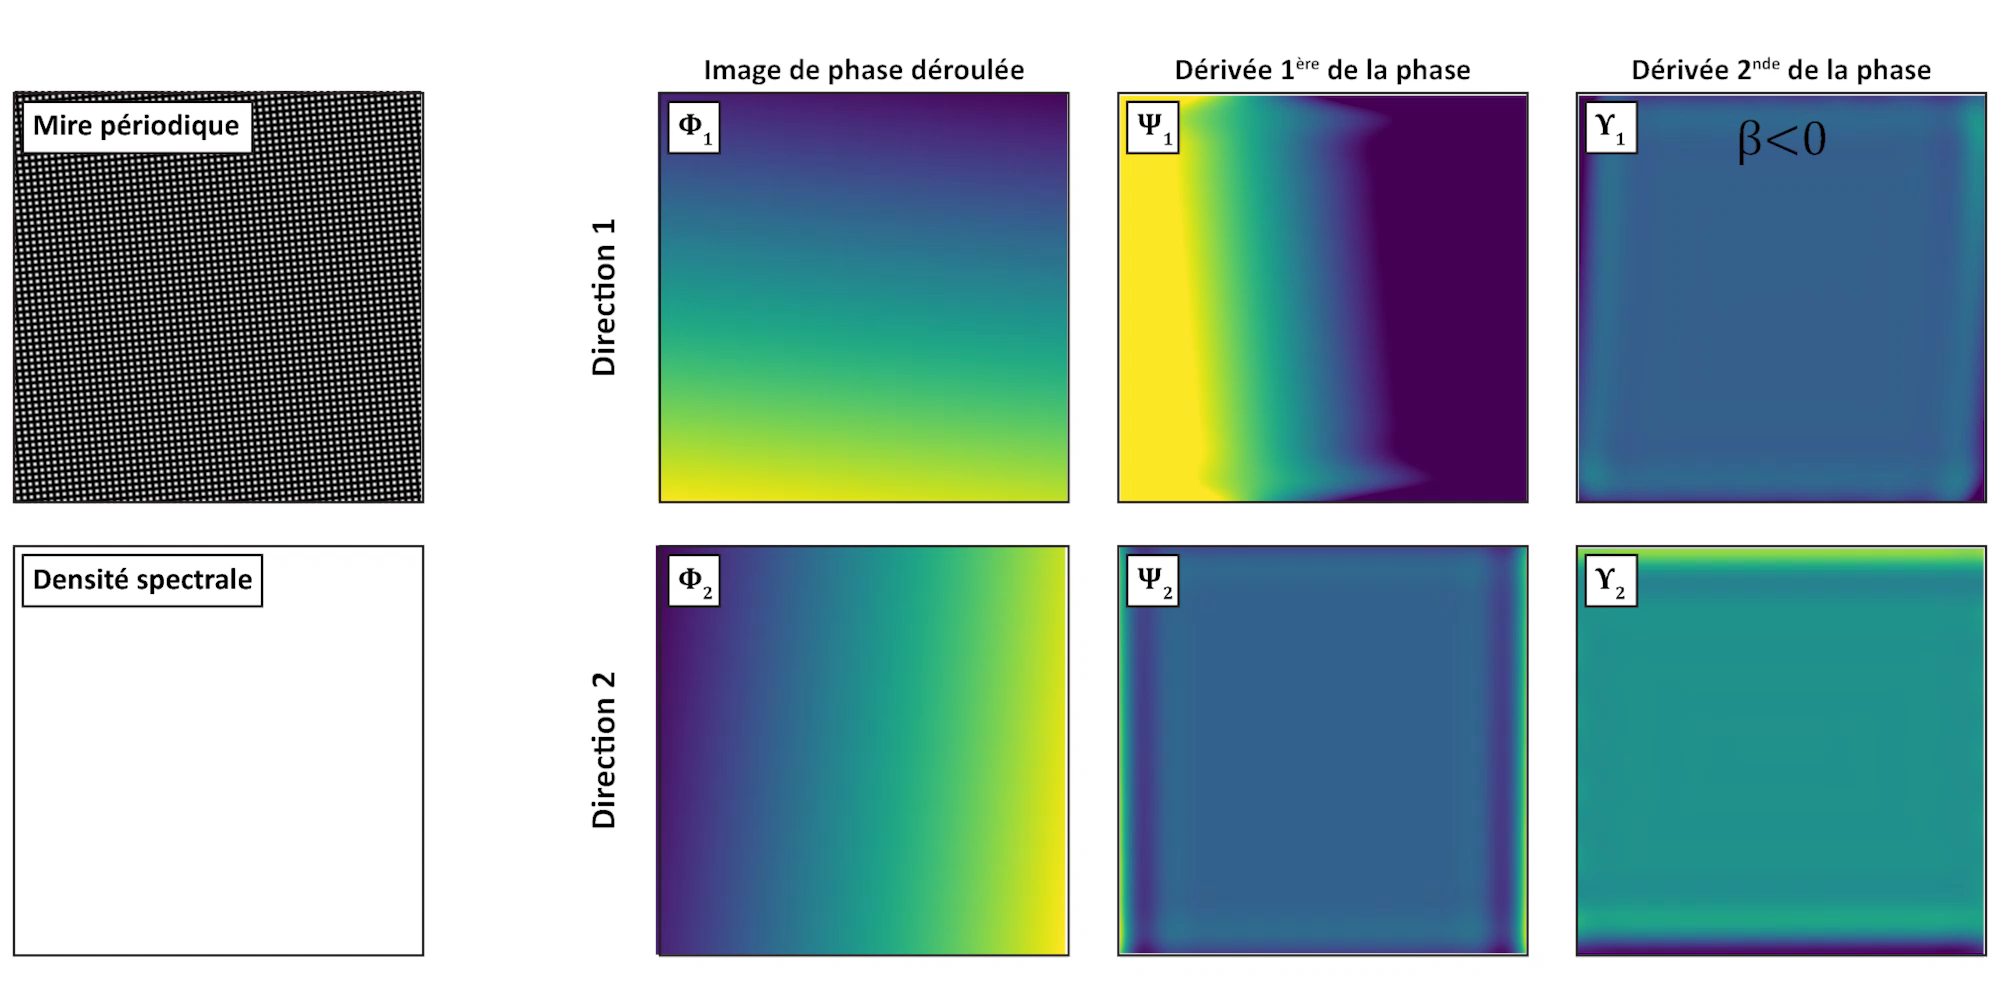 Image de phase déroulée
Dérivée 1ère de la phase
Dérivée 2nde de la phase
Mire périodique
Direction 1
Φ1
Ψ1
ϒ1
β<0
Densité spectrale
Direction 2
Φ2
Ψ2
ϒ2